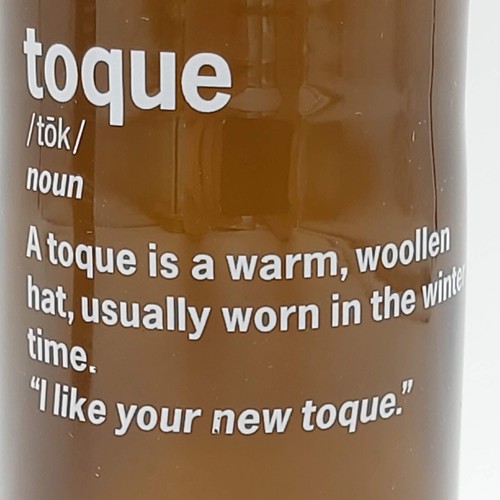 toque
/tōk/
noun
A toque is a warm, woollen
hat, usually worn in the winter
time.
“I like your new toque.”